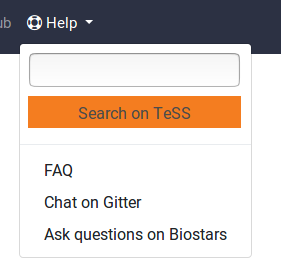 Help
Search on TeSS
FAQ
Chat on Gitter
Ask questions on Biostars